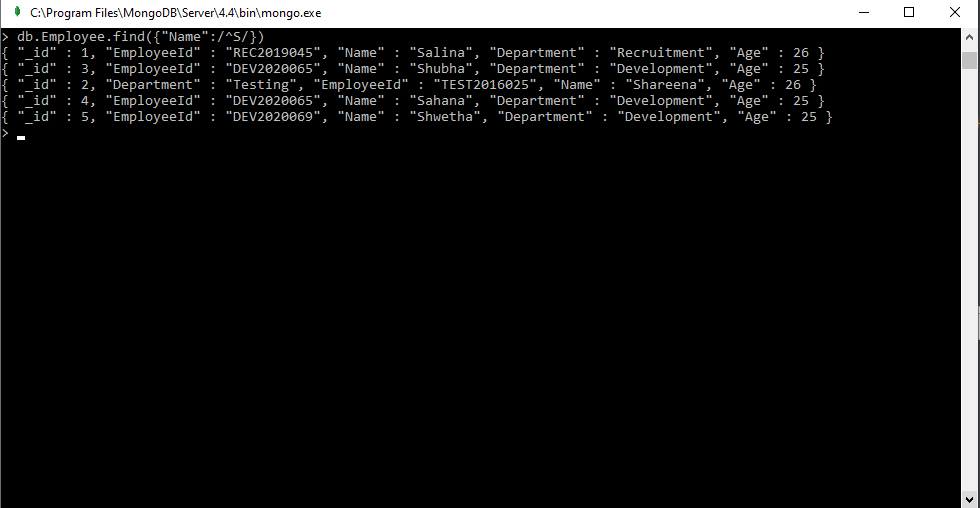 C:\Program Files\MongoDB\Server\4.4\bin\mongo.exe
> db.Employee.find({"Name":/^S/})
{ "_id" : 1, "EmployeeId" : "REC2019045", "Name" : "Salina", "Department" : "Recruitment", "Age" : 26 }
{ "_id" : 3, "EmployeeId" : "DEV2020065", "Name" : "Shubha", "Department" : "Development", "Age" : 25 }
{ "_id" : 2, "Department" : "Testing", "EmployeeId" : "TEST2016025", "Name" : "Shareena", "Age" : 26 }
{ "_id" : 4, "EmployeeId" : "DEV2020065", "Name" : "Sahana", "Department" : "Development", "Age" : 25 }
{ "_id" : 5, "EmployeeId" : "DEV2020069", "Name" : "Shwetha", "Department" : "Development", "Age" : 25 }
>